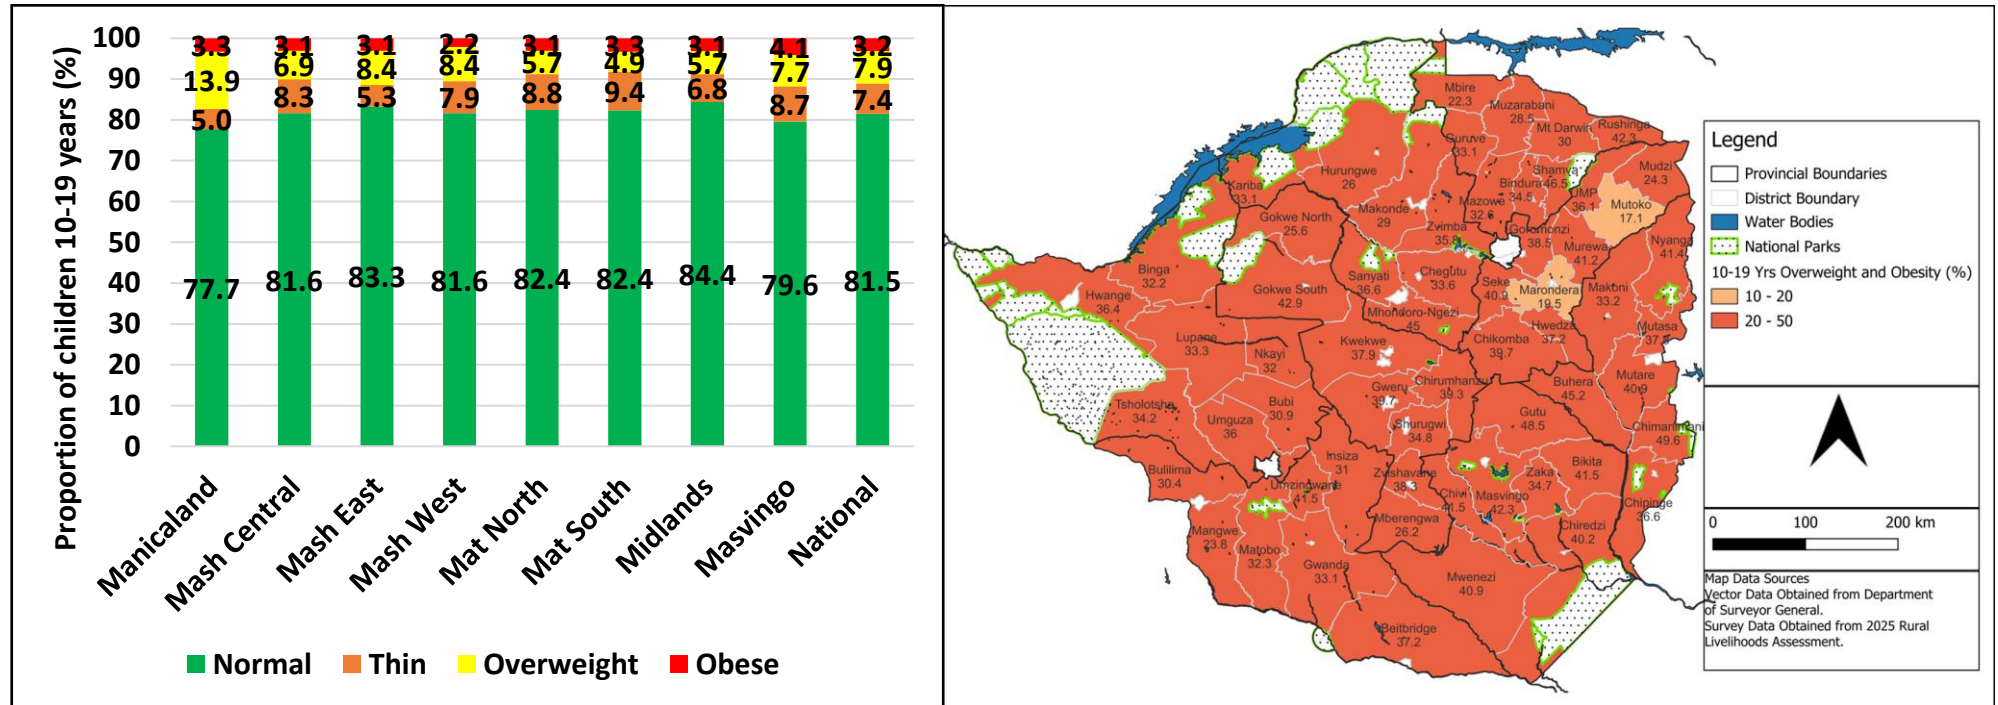 Proportion of children 10-19 years (%)
100
90
80
70
60
50
40
30
20
10
0
3.3 3.1 3.1 2.2 3.1 3.3 3.1 4.1 3.2
13.9 6.9 8.4 8.4 5.7 4.9 5.7 7.7 7.9
5.0 8.3 5.3 7.9 8.8 9.4 6.8 8.7 7.4
77.7 81.6 83.3 81.6 82.4 82.4 84.4 79.6 81.5
Manicaland
Mash Central
Mash East
Mash West
Mat North
Mat South
Midlands
Masvingo
National
Normal Thin Overweight Obese
Mbire
22.3
Muzarabani
28.5
Mt Darwin
30
Rushinga
42.3
Guruve
33.1
Mudzi
24.3
Hurungwe
26
Shamva
46.5
Bindura
34.5
UMP
36.1
Kariba
33.1
Mutoko
17.1
Makonde
29
Mazowe
32.6
Gokwe North
25.6
Zvimba
35.8
Goromonzi
38.5
Murewa
41.2
Nyanga
41.4
Binga
32.2
Sanyati
36.6
Chegutu
33.6
Seke
40.9
Marondera
19.5
Makoni
33.2
Hwange
36.4
Gokwe South
42.9
Mhondoro-Ngezi
45
Hwedza
37.2
Mutasa
Lupane
33.3
Nkayi
32
Kwekwe
37.9
Chikomba
39.7
Buhera
45.2
Mutare
40.9
Gweru
39.7
Chirumhanzu
39.3
Tsholotsho
34.2
Bubi
30.9
Umguza
36
Gutu
48.5
Shurugwi
34.8
Chimanimani
49.6
Bulilima
30.4
Insiza
31
Zvishavane
38.3
Zaka
34.7
Bikita
41.5
Umzingwane
41.5
Chivi
41.5
Masvingo
42.3
Chipinge
36.6
Mberengwa
26.2
Chiredzi
40.2
Mangwe
23.8
Matobo
32.3
Gwanda
33.1
Mwenezi
40.9
Beitbridge
37.2
Legend
Provincial Boundaries
District Boundary
Water Bodies
National Parks
10-19 Yrs Overweight and Obesity (%)
10 - 20
20 - 50
0 100 200 km
Map Data Sources
Vector Data Obtained from Department
of Surveyor General.
Survey Data Obtained from 2025 Rural
Livelihoods Assessment.